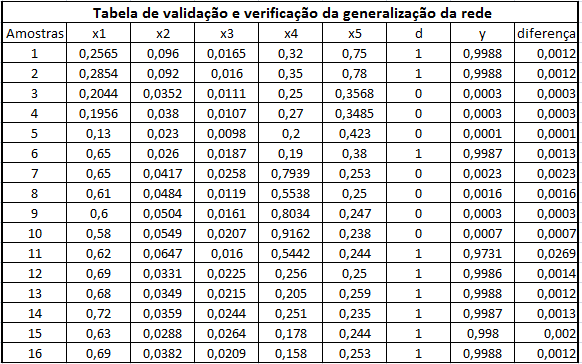 Tabela de validação e verificação da generalização da rede
Amostras x1 x2 x3 x4 x5 d y diferença
1 0,2565 0,096 0,0165 0,32 0,75 1 0,9988 0,0012
2 0,2854 0,092 0,016 0,35 0,78 1 0,9988 0,0012
3 0,2044 0,0352 0,0111 0,25 0,3568 0 0,0003 0,0003
4 0,1956 0,038 0,0107 0,27 0,3485 0 0,0003 0,0003
5 0,13 0,023 0,0098 0,2 0,423 0 0,0001 0,0001
6 0,65 0,026 0,0187 0,19 0,38 1 0,9987 0,0013
7 0,65 0,0417 0,0258 0,7939 0,253 0 0,0023 0,0023
8 0,61 0,0484 0,0119 0,5538 0,25 0 0,0016 0,0016
9 0,6 0,0504 0,0161 0,8034 0,247 0 0,0003 0,0003
10 0,58 0,0549 0,0207 0,9162 0,238 0 0,0007 0,0007
11 0,62 0,0647 0,016 0,5442 0,244 1 0,9731 0,0269
12 0,69 0,0331 0,0225 0,256 0,25 1 0,9986 0,0014
13 0,68 0,0349 0,0215 0,205 0,259 1 0,9988 0,0012
14 0,72 0,0359 0,0244 0,251 0,235 1 0,9987 0,0013
15 0,63 0,0288 0,0264 0,178 0,244 1 0,998 0,002
16 0,69 0,0382 0,0209 0,158 0,253 1 0,9988 0,0012